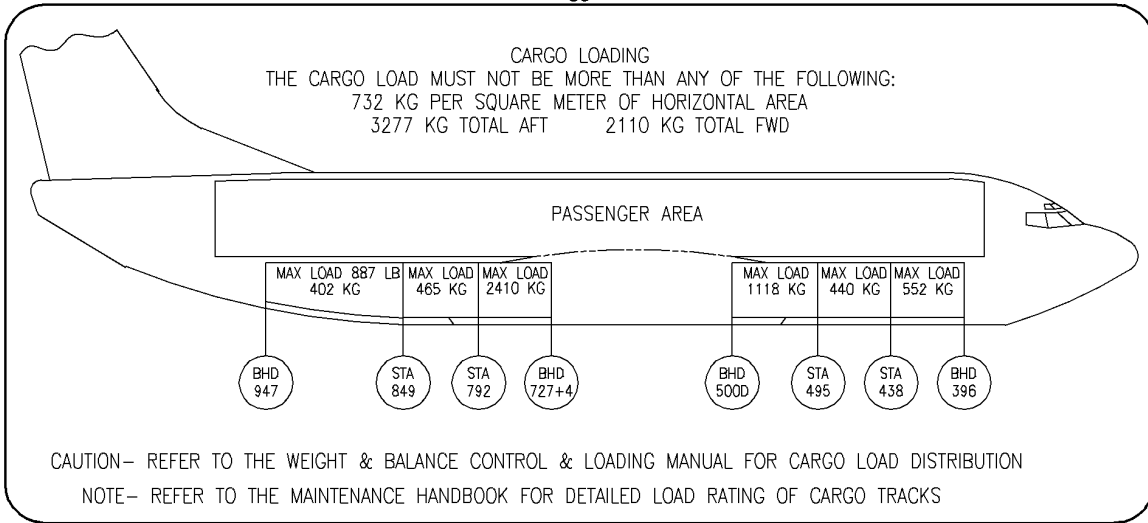 CARGO LOADING
THE CARGO LOAD MUST NOT BE MORE THAN ANY OF THE FOLLOWING:
732 KG PER SQUARE METER OF HORIZONTAL AREA
3277 KG TOTAL AFT 2110 KG TOTAL FWD
PASSENGER AREA
MAX LOAD 887 LB
402 KG
MAX LOAD
465 KG
MAX LOAD
2410 KG
MAX LOAD
1118 KG
MAX LOAD
440 KG
MAX LOAD
552 KG
BHD
947
STA
849
STA
792
BHD
727+4
BHD
500D
STA
495
STA
438
BHD
396
CAUTION– REFER TO THE WEIGHT & BALANCE CONTROL & LOADING MANUAL FOR CARGO LOAD DISTRIBUTION
NOTE– REFER TO THE MAINTENANCE HANDBOOK FOR DETAILED LOAD RATING OF CARGO TRACKS